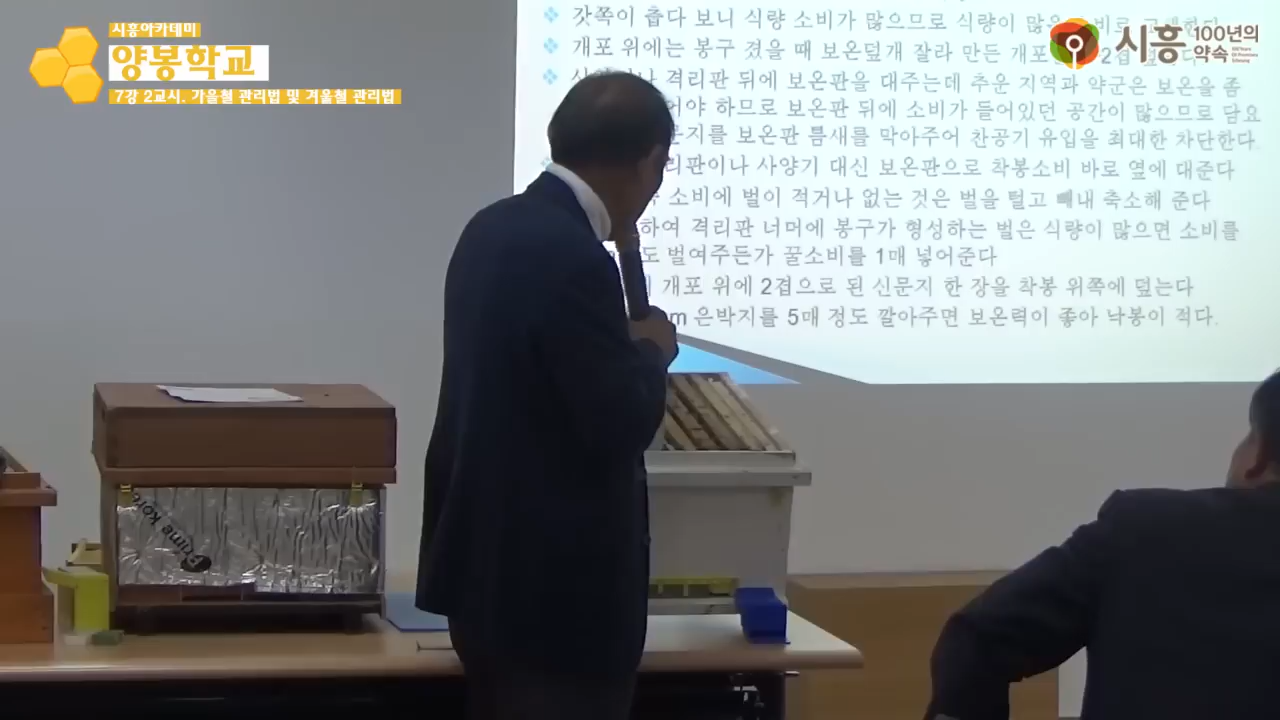 시흥아카데미
양봉학교
7강 2교시. 가을철 관리법 및 겨울철 관리법
시흥 100년의 약속
갓쪽이 춥다 보니 식량 소비가 많으므로 식량이
개포 위에는 봉구 졌을 때 보온덮개 잘라 만든 개포
격리판 뒤에 보온판을 대주는데 추운 지역과 약군은 보온을 좀
어야 하므로 보온판 뒤에 소비가 들어있던 공간이 많으므로 담요
지를 보온판 틈새를 막아주어 찬공기 유입을 최대한 차단한다.
리판이나 사양기 대신 보온판으로 착봉소비 바로 옆에 대준다
소비에 벌이 적거나 없는 것은 벌을 털고 빼내 축소해 준다
하여 격리판 너머에 봉구가 형성하는 벌은 식량이 많으면 소비를
도 벌여주든가 꿀소비를 1매 넣어준다
개포 위에 2겹으로 된 신문지 한 장을 착봉 위쪽에 덮는다
m 은박지를 5매 정도 깔아주면 보온력이 좋아 낙봉이 적다.
Prime kor